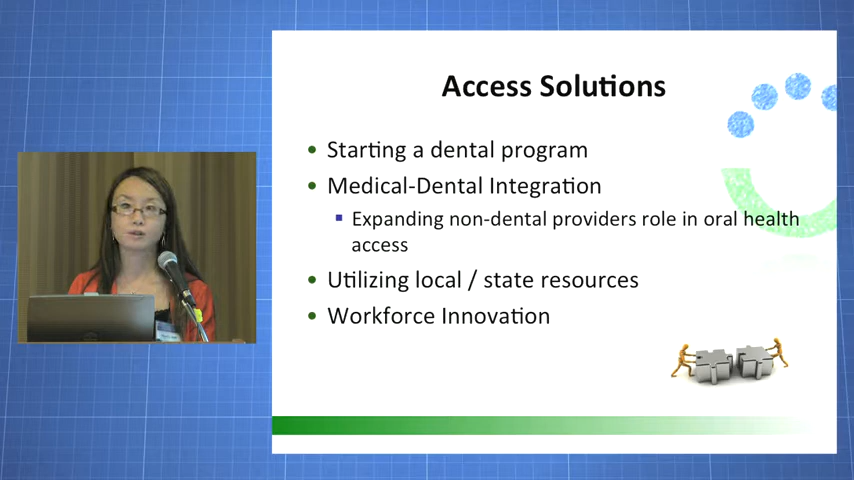 Access Solutions
• Starting a dental program
• Medical-Dental Integration
▪ Expanding non-dental providers role in oral health
access
• Utilizing local / state resources
• Workforce Innovation